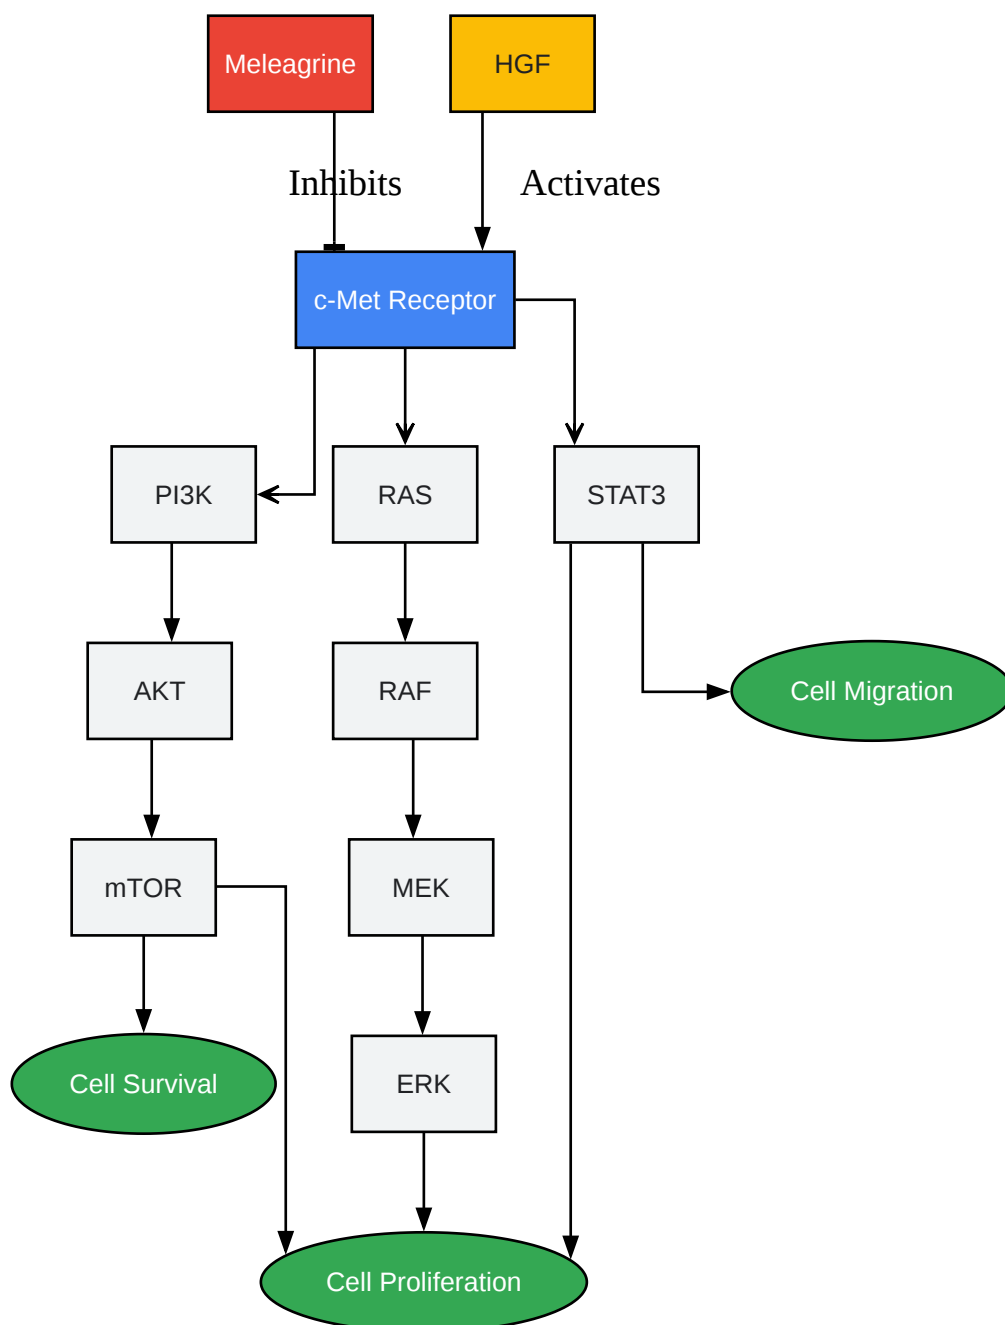 Meleagrine
HGF
Inhibits
Activates
c-Met Receptor
PI3K
RAS
STAT3
AKT
RAF
Cell Migration
mTOR
MEK
Cell Survival
ERK
Cell Proliferation